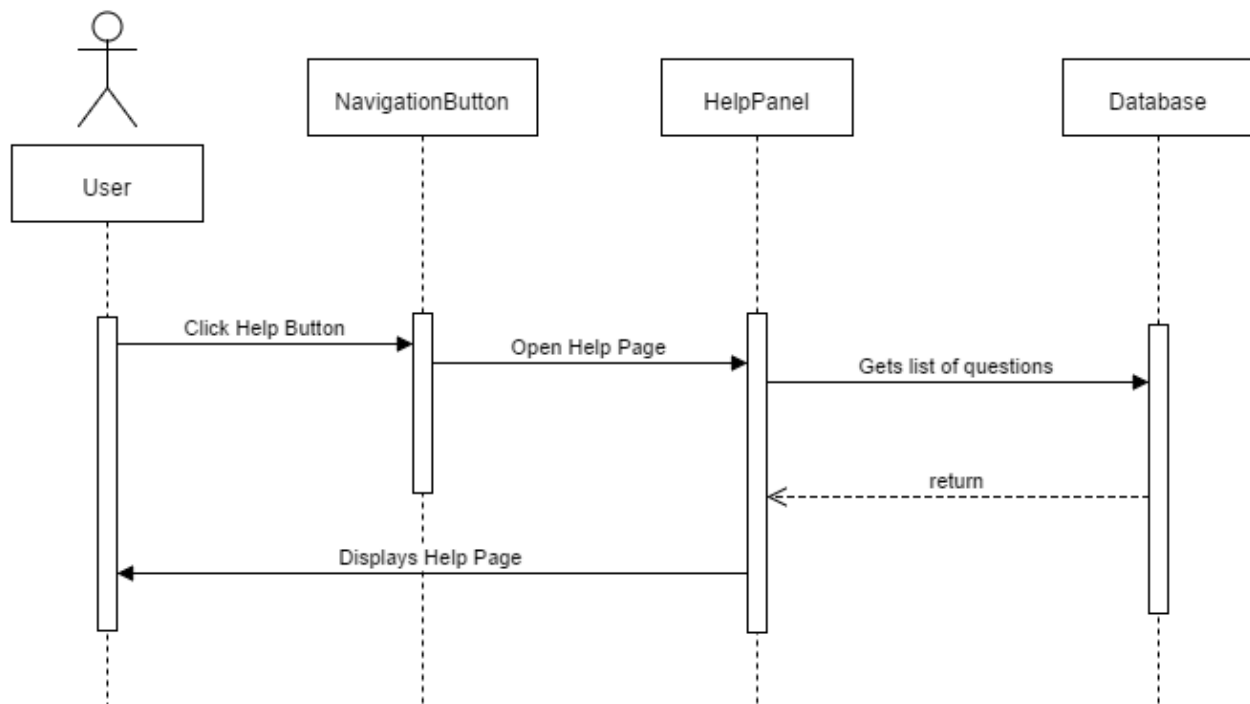 NavigationButton
HelpPanel
Database
User
Click Help Button
Open Help Page
Gets list of questions
return
Displays Help Page